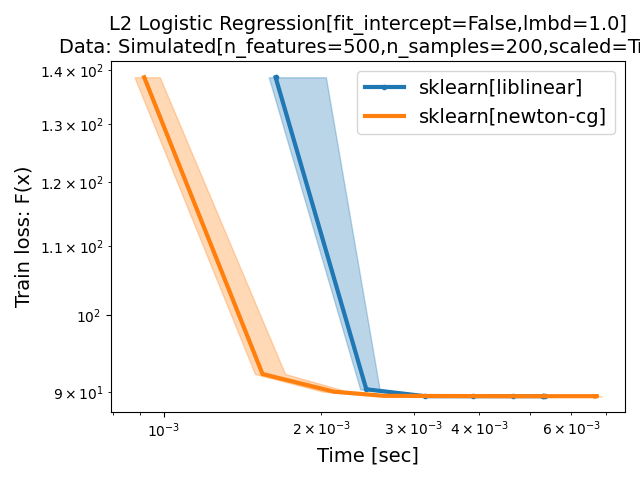 L2 Logistic Regression[fit_intercept=False,lmbd=1.0]
Data: Simulated[n_features=500,n_samples=200,scaled=T
sklearn[liblinear]
sklearn[newton-cg]
Train loss: F(x)
1.4 × 10²
1.3 × 10²
1.2 × 10²
1.1 × 10²
10²
9 × 10¹
10⁻³
2 × 10⁻³
3 × 10⁻³
4 × 10⁻³
6 × 10⁻³
Time [sec]